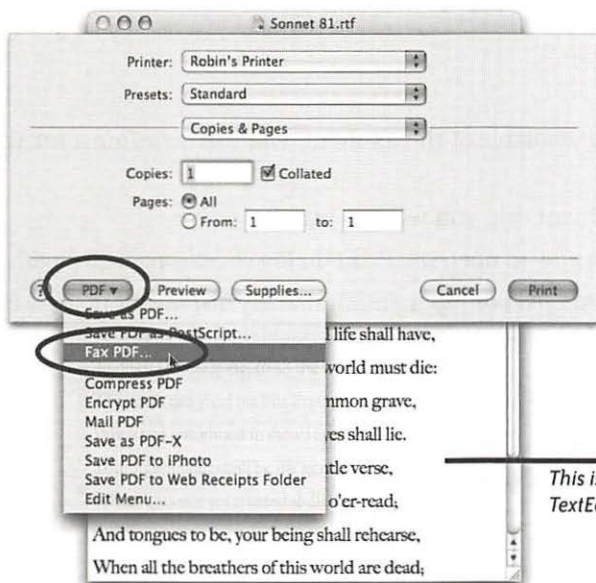 Sonnet 81.rtf
Printer: Robin's Printer
Presets: Standard
Copies & Pages
Copies: 1 Collated
Pages: All
From: 1 to: 1
? PDF Preview Supplies... Cancel Print
Save as PDF...
Save PDF as PostScript... life shall have,
Fax PDF...
world must die:
Compress PDF
Encrypt PDF mmon grave,
Mail PDF
Save as PDF-X es shall lie.
Save PDF to iPhoto tle verse,
Save PDF to Web Receipts Folder
Edit Menu... o'er-read;
And tongues to be, your being shall rehearse,
When all the breathers of this world are dead;
This is
TextE